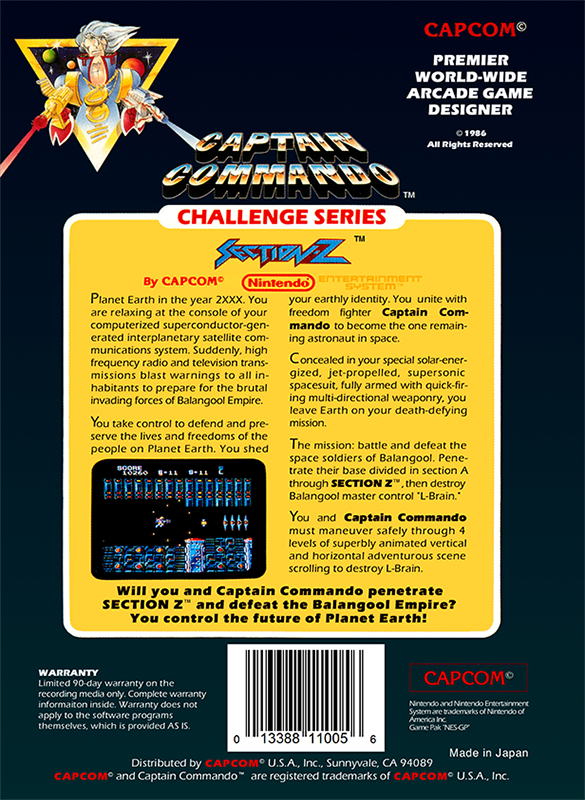 CAPCOM©
PREMIER
WORLD-WIDE
ARCADE GAME
DESIGNER
© 1986
All Rights Reserved
CAPTAIN
COMMANDO™
CHALLENGE SERIES
SECTION-Z™
By CAPCOM©
Nintendo®
ENTERTAINMENT
SYSTEM™
Planet Earth in the year 2XXX. You
are relaxing at the console of your
computerized superconductor-gen-
erated interplanetary satellite com-
munications system. Suddenly, high
frequency radio and television trans-
missions blast warnings to all in-
habitants to prepare for the brutal
invading forces of Balangool Empire.
You take control to defend and pre-
serve the lives and freedoms of the
people on Planet Earth. You shed
your earthly identity. You unite with
freedom fighter Captain Com-
mando to become the one remain-
ing astronaut in space.
Concealed in your special solar-ener-
gized, jet-propelled, supersonic
spacesuit, fully armed with quick-fir-
ing multi-directional weaponry, you
leave Earth on your death-defying
mission.
The mission: battle and defeat the
space soldiers of Balangool. Pene-
trate their base divided in section A
through SECTION Z™, then destroy
Balangool master control "L-Brain."
You and Captain Commando
must maneuver safely through 4
levels of superbly animated vertical
and horizontal adventurous scene
scrolling to destroy L-Brain.
SCORE
10260
Will you and Captain Commando penetrate
SECTION Z™ and defeat the Balangool Empire?
You control the future of Planet Earth!
WARRANTY
Limited 90-day warranty on the
recording media only. Complete warranty
informaiton inside. Warranty does not
apply to the software programs
themselves, which is provided AS IS.
0 13388 11005 6
CAPCOM©
Nintendo and Nintendo Entertainment
System are trademarks of Nintendo of
America Inc.
Game Pak "NES-GP"
Made in Japan
Distributed by CAPCOM© U.S.A., Inc., Sunnyvale, CA 94089
CAPCOM© and Captain Commando™ are registered trademarks of CAPCOM© U.S.A., Inc.